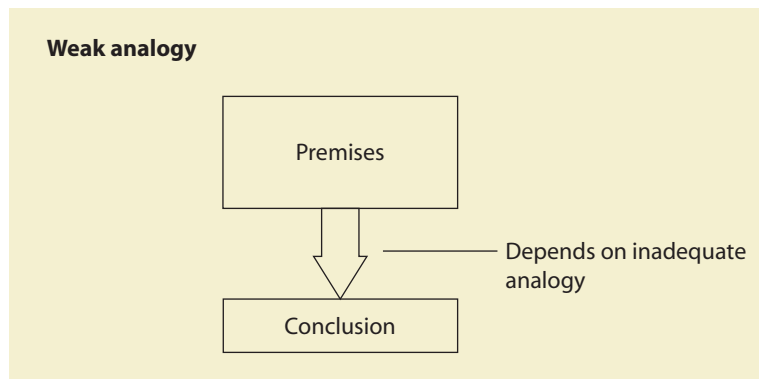 Weak analogy
Premises
Depends on inadequate
analogy
Conclusion